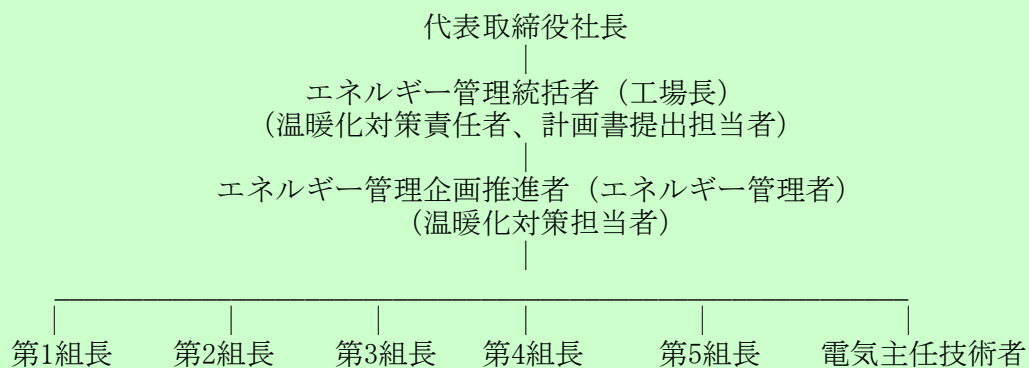 代表取締役社長
エネルギー管理統括者（工場長）
（温暖化対策責任者、計画書提出担当者）
エネルギー管理企画推進者（エネルギー管理者）
（温暖化対策担当者）
第1組長 第2組長 第3組長 第4組長 第5組長 電気主任技術者